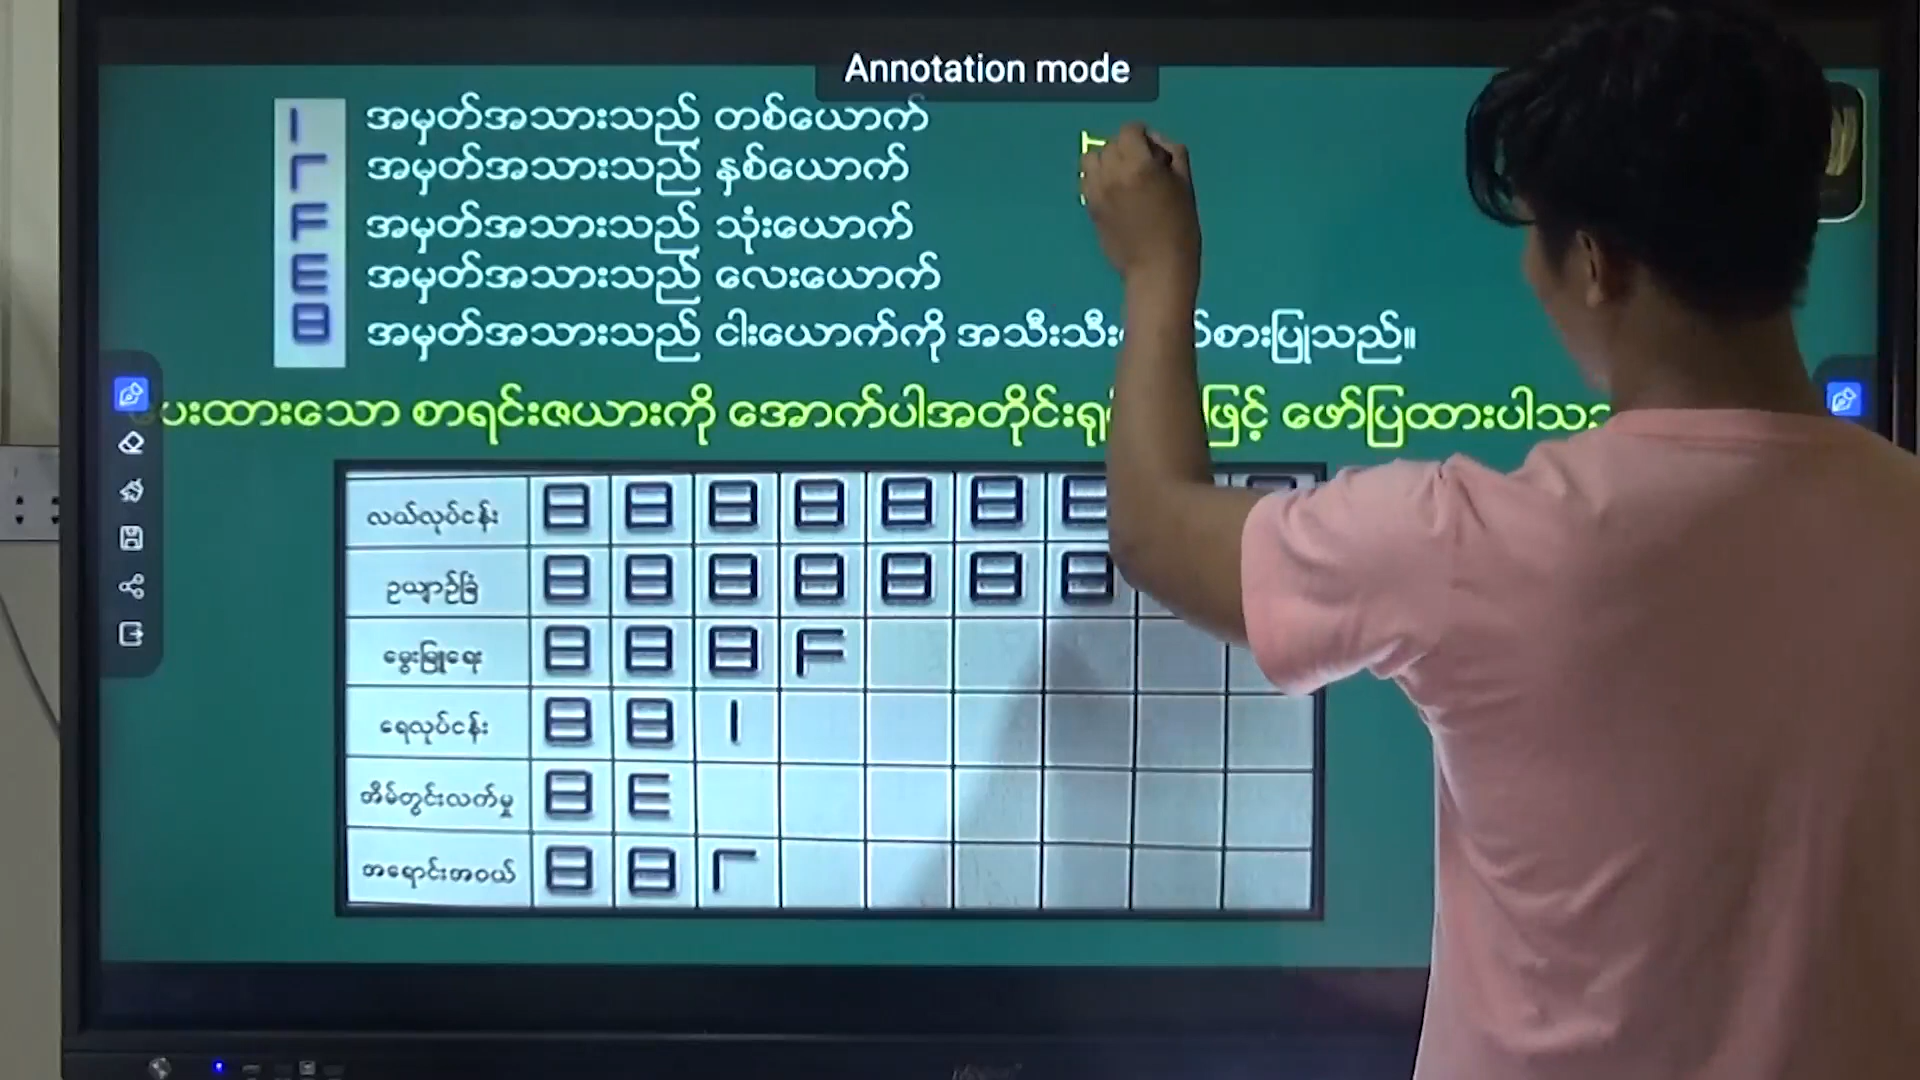 Annotation mode
အမှတ်အသားသည် တစ်ယောက်
အမှတ်အသားသည် နှစ်ယောက်
အမှတ်အသားသည် သုံးယောက်
အမှတ်အသားသည် လေးယောက်
အမှတ်အသားသည် ငါးယောက်ကို အသီးသီး စားပြုသည်။
ပေးထားသော စာရင်းဇယားကို အောက်ပါအတိုင်း ဖြင့် ဖော်ပြထားပါသည်
လယ်လုပ်ငန်း
ဥယျာဉ်ခြံ
မွေးမြူရေး
ရေလုပ်ငန်း
အိမ်တွင်းလက်မှု
အရောင်းအဝယ်